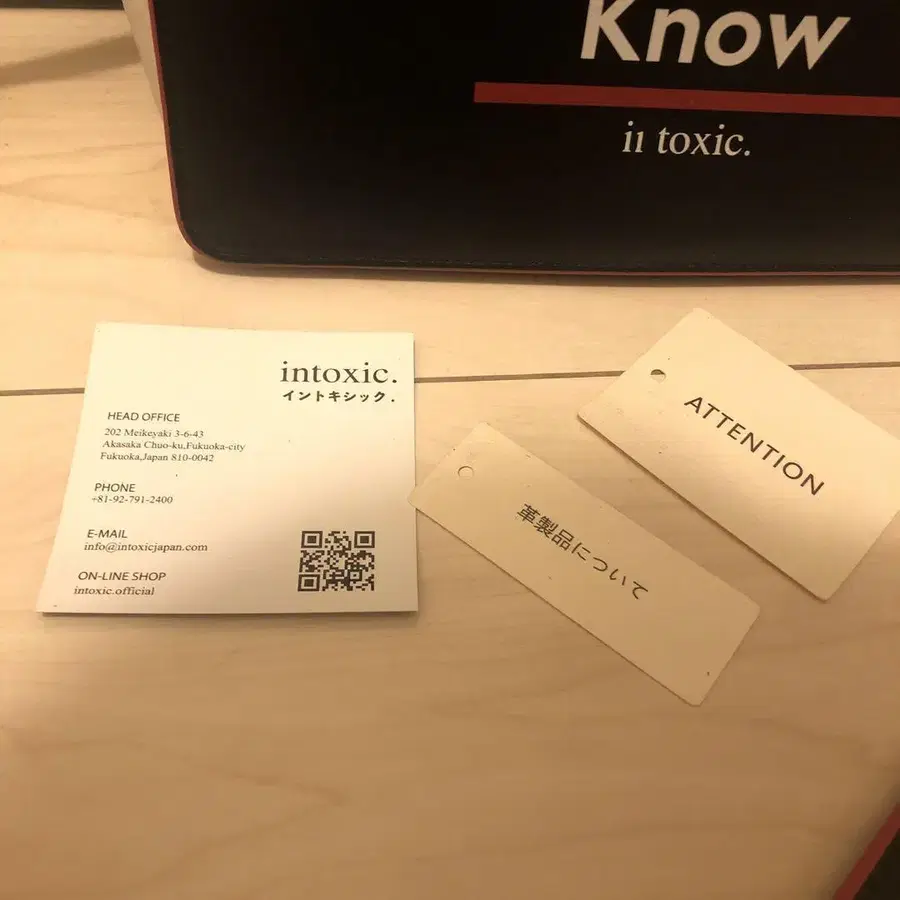 Know
iı toxic.
intoxic.
イントキシック.
HEAD OFFICE
202 Meikeyaki 3-6-43
Akasaka Chuo-ku,Fukuoka-city
Fukuoka,Japan 810-0042
PHONE
+81-92-791-2400
E-MAIL
info@intoxicjapan.com
ON-LINE SHOP
intoxic.official
ATTENTION
革製品について